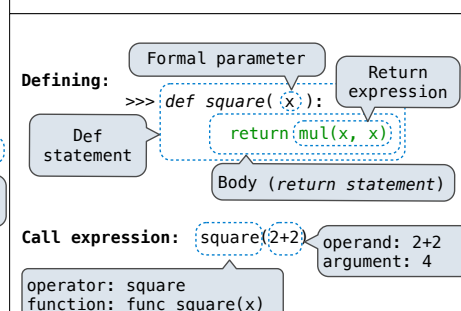 Formal parameter
Return
expression
Defining:
>>> def square( x ):
return mul(x, x)
Def
statement
Body (return statement)
Call expression: square(2+2)
operand: 2+2
argument: 4
operator: square
function: func square(x)